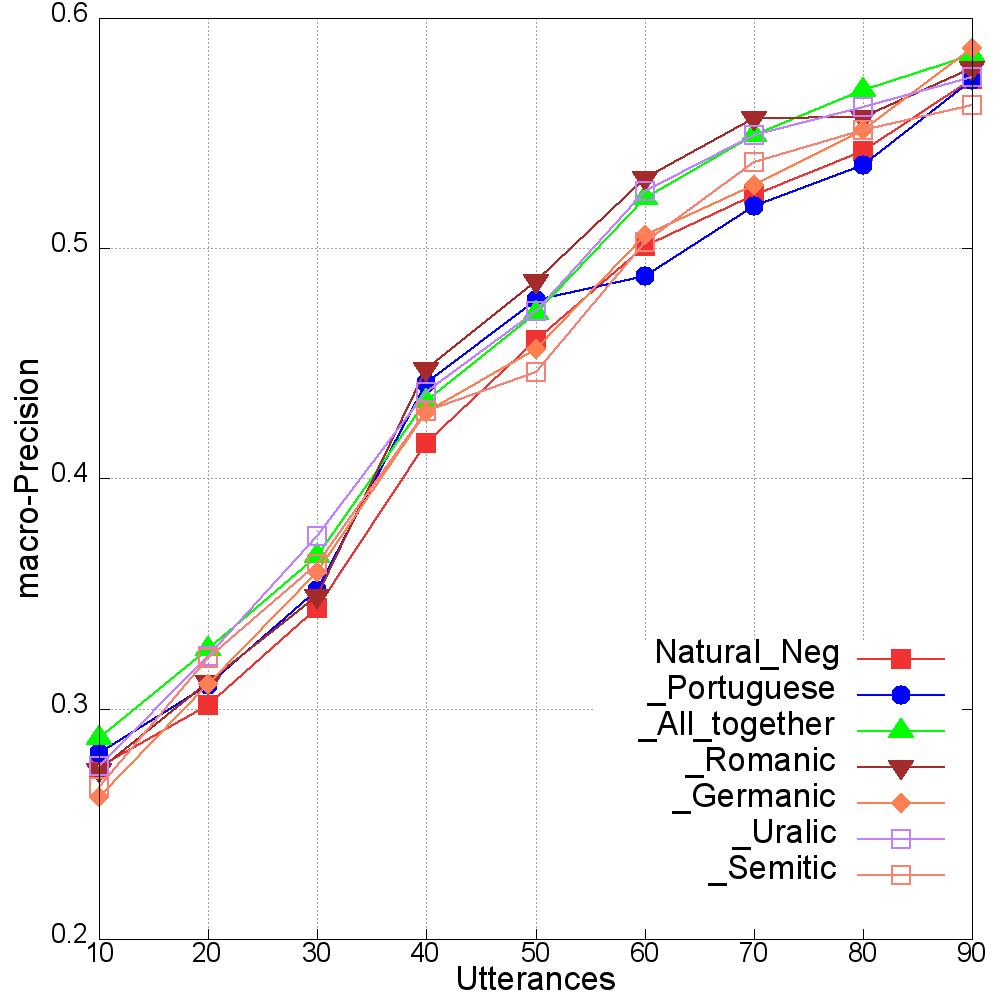 0.6
0.5
0.4
0.3
0.2
macro-Precision
Natural_Neg
_Portuguese
_All_together
_Romanic
_Germanic
_Uralic
_Semitic
10 20 30 40 50 60 70 80 90
Utterances